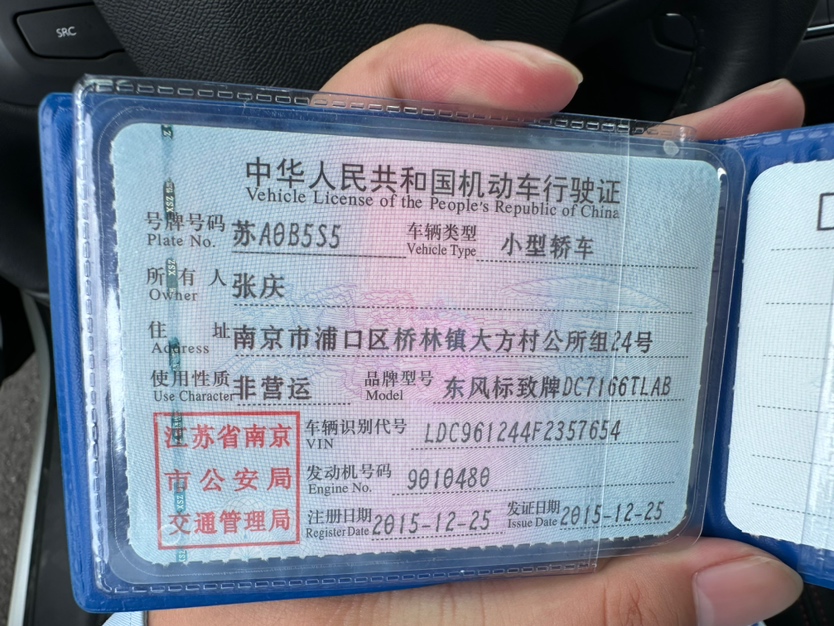 SRC
中华人民共和国机动车行驶证
Vehicle License of the People's Republic of China
号牌号码 苏A0B5S5 车辆类型 小型轿车
Plate No. Vehicle Type
所有人 张庆
Owner
住址 南京市浦口区桥林镇大方村公所组24号
Address
使用性质 非营运 品牌型号 东风标致牌DC7166TLAB
Use Character Model
江苏省南京
市公安局
交通管理局
车辆识别代号 LDC961244F2357654
VIN
发动机号码 9010480
Engine No.
注册日期 2015-12-25 发证日期 2015-12-25
Register Date Issue Date